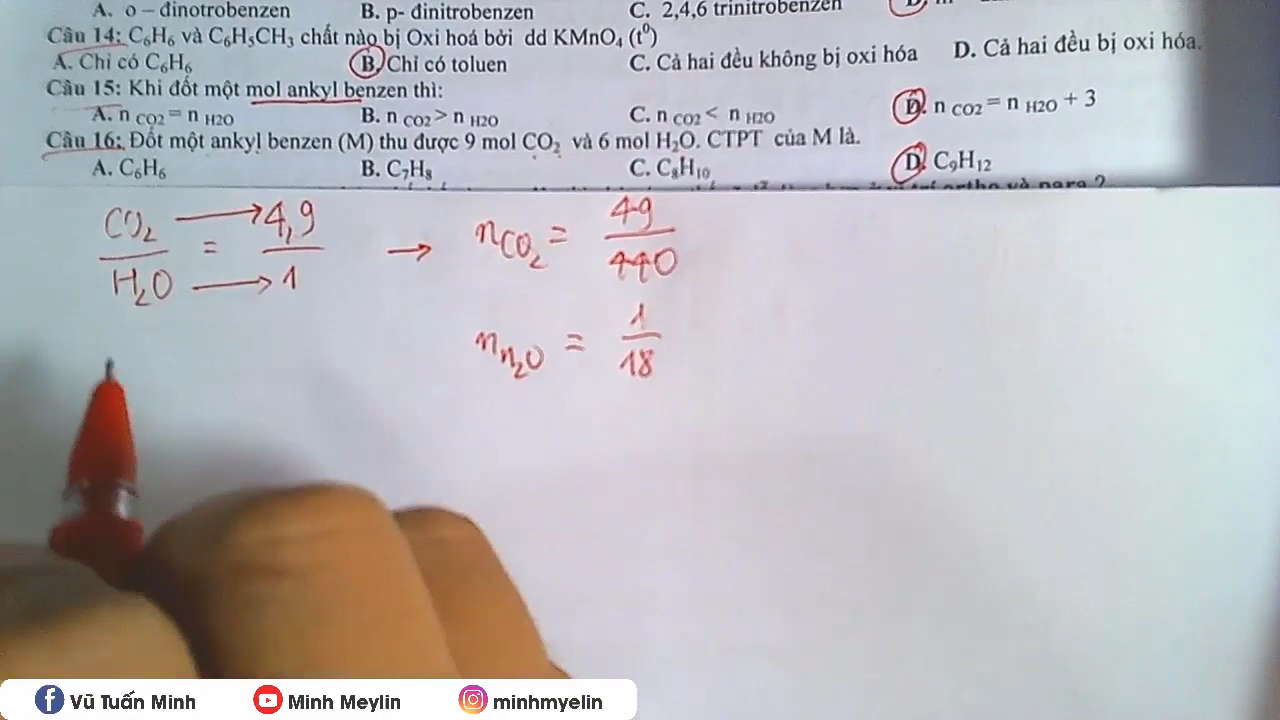 A. o – đinotrobenzen B. p- đinitrobenzen C. 2,4,6 trinitrobenzen
Câu 14: C₆H₆ và C₆H₅CH₃ chất nào bị Oxi hoá bởi dd KMnO₄ (t⁰)
A. Chỉ có C₆H₆ B. Chỉ có toluen C. Cả hai đều không bị oxi hóa D. Cả hai đều bị oxi hóa.
Câu 15: Khi đốt một mol ankyl benzen thì:
A. n CO2 = n H2O B. n CO2 > n H2O C. n CO2 < n H2O D. n CO2 = n H2O + 3
Câu 16: Đốt một ankyl benzen (M) thu được 9 mol CO₂ và 6 mol H₂O. CTPT của M là.
A. C₆H₆ B. C₇H₈ C. C₈H₁₀ D. C₉H₁₂
CO₂ → 4,9
= 
H₂O → 1
→ nCO₂ = 49/440
nH₂O = 1/18
Vũ Tuấn Minh Minh Meylin minhmyelin